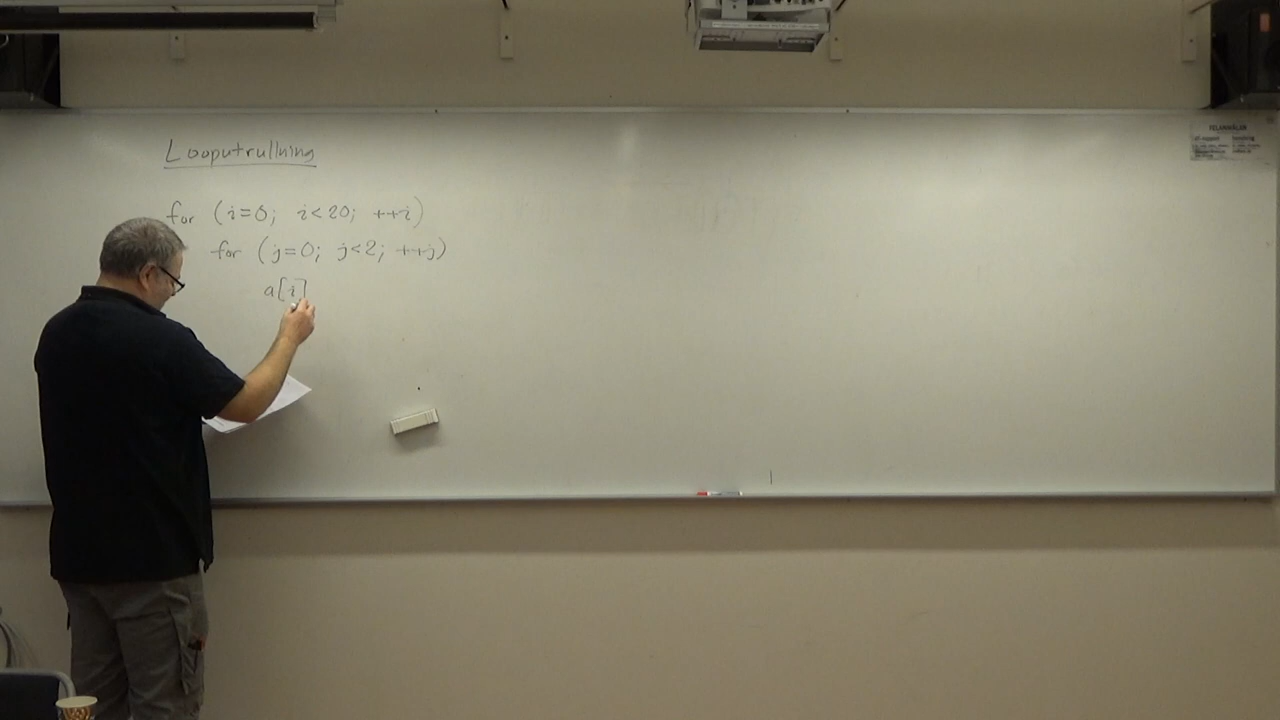 Looputrullning
for (i=0; i<20; ++i)
for (j=0; j<2; ++j)
a[i]